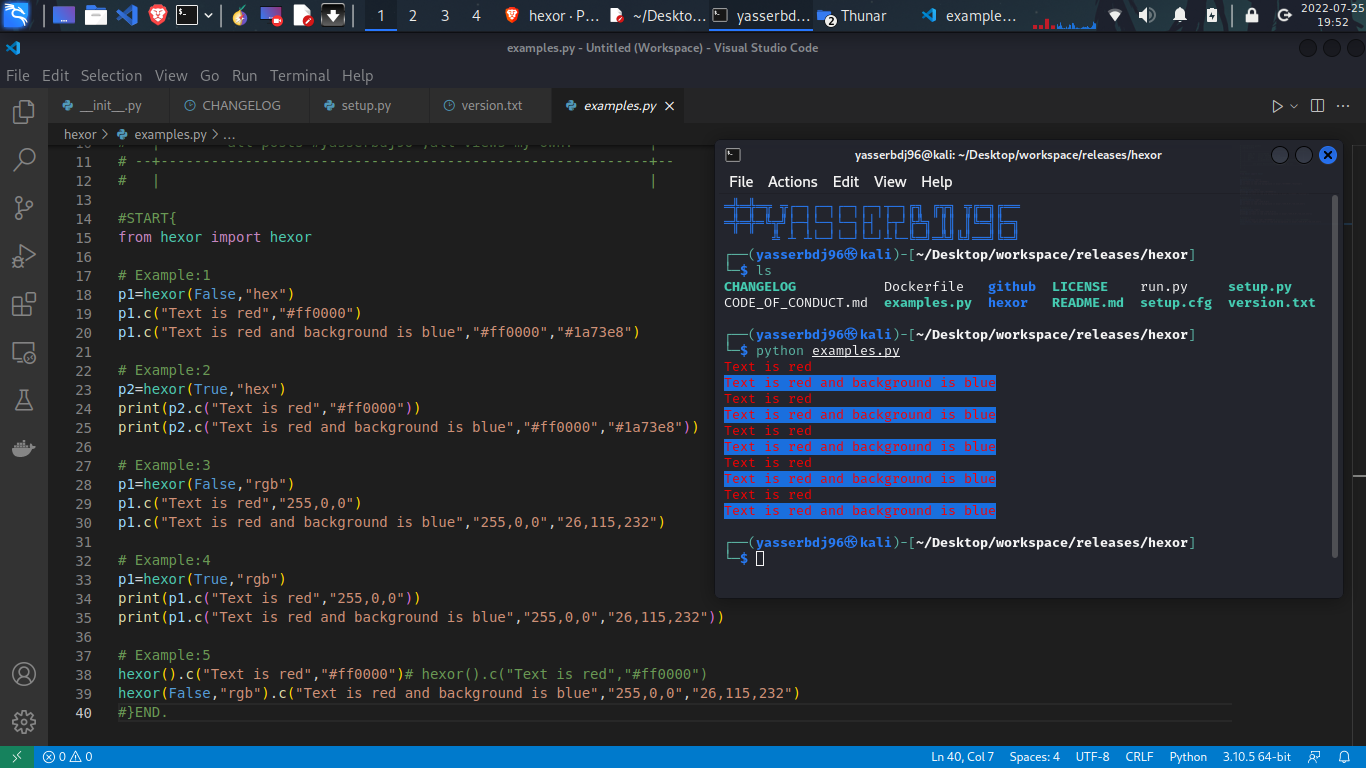 1 2 3 4 hexor · P… ~/Deskto… yasserbd… 2 Thunar example… 2022-07-25
19:52
examples.py - Untitled (Workspace) - Visual Studio Code
File Edit Selection View Go Run Terminal Help
__init__.py CHANGELOG setup.py version.txt examples.py
hexor > examples.py > …
11 # --+----------------------------------------------------------+--
12 # | |
13
14 #START{
15 from hexor import hexor
16
17 # Example:1
18 p1=hexor(False,"hex")
19 p1.c("Text is red","#ff0000")
20 p1.c("Text is red and background is blue","#ff0000","#1a73e8")
21
22 # Example:2
23 p2=hexor(True,"hex")
24 print(p2.c("Text is red","#ff0000"))
25 print(p2.c("Text is red and background is blue","#ff0000","#1a73e8"))
26
27 # Example:3
28 p1=hexor(False,"rgb")
29 p1.c("Text is red","255,0,0")
30 p1.c("Text is red and background is blue","255,0,0","26,115,232")
31
32 # Example:4
33 p1=hexor(True,"rgb")
34 print(p1.c("Text is red","255,0,0"))
35 print(p1.c("Text is red and background is blue","255,0,0","26,115,232"))
36
37 # Example:5
38 hexor().c("Text is red","#ff0000")# hexor().c("Text is red","#ff0000")
39 hexor(False,"rgb").c("Text is red and background is blue","255,0,0","26,115,232")
40 #}END.
yasserbdj96@kali: ~/Desktop/workspace/releases/hexor
File Actions Edit View Help
#YASSERBDJ96
┌──(yasserbdj96㉿kali)-[~/Desktop/workspace/releases/hexor]
└─$ ls
CHANGELOG Dockerfile github LICENSE run.py setup.py
CODE_OF_CONDUCT.md examples.py hexor README.md setup.cfg version.txt
┌──(yasserbdj96㉿kali)-[~/Desktop/workspace/releases/hexor]
└─$ python examples.py
Text is red
Text is red and background is blue
Text is red
Text is red and background is blue
Text is red
Text is red and background is blue
Text is red
Text is red and background is blue
Text is red
Text is red and background is blue
┌──(yasserbdj96㉿kali)-[~/Desktop/workspace/releases/hexor]
└─$
0 0 Ln 40, Col 7 Spaces: 4 UTF-8 CRLF Python 3.10.5 64-bit